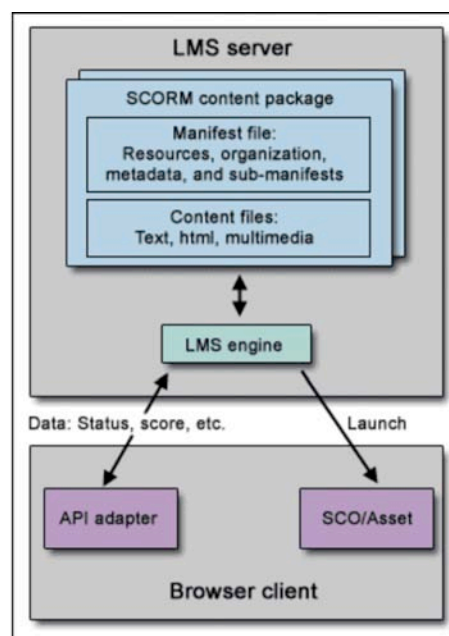 LMS server
SCORM content package
Manifest file:
Resources, organization,
metadata, and sub-manifests
Content files:
Text, html, multimedia
LMS engine
Data: Status, score, etc.
Launch
API adapter
SCO/Asset
Browser client